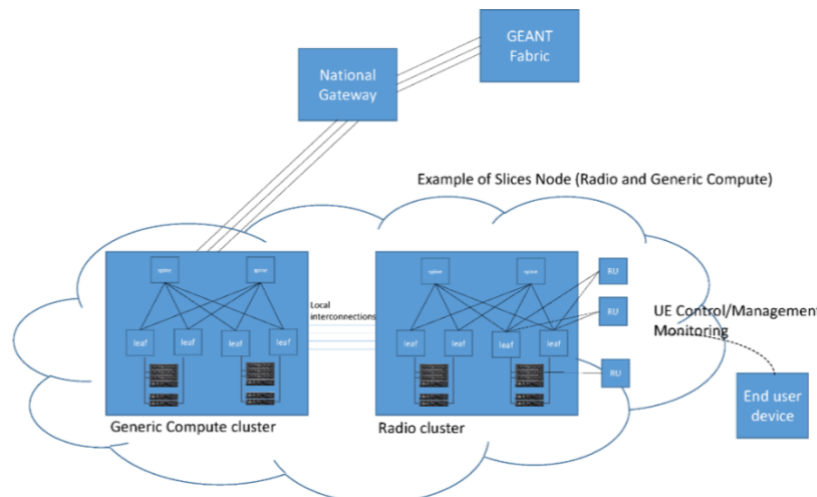 GEANT
Fabric
National
Gateway
Example of Slices Node (Radio and Generic Compute)
spine
spine
spine
spine
RU
Local
interconnections
RU
UE Control/Management
Monitoring
leaf
leaf
leaf
leaf
leaf
leaf
leaf
leaf
RU
End user
device
Generic Compute cluster
Radio cluster